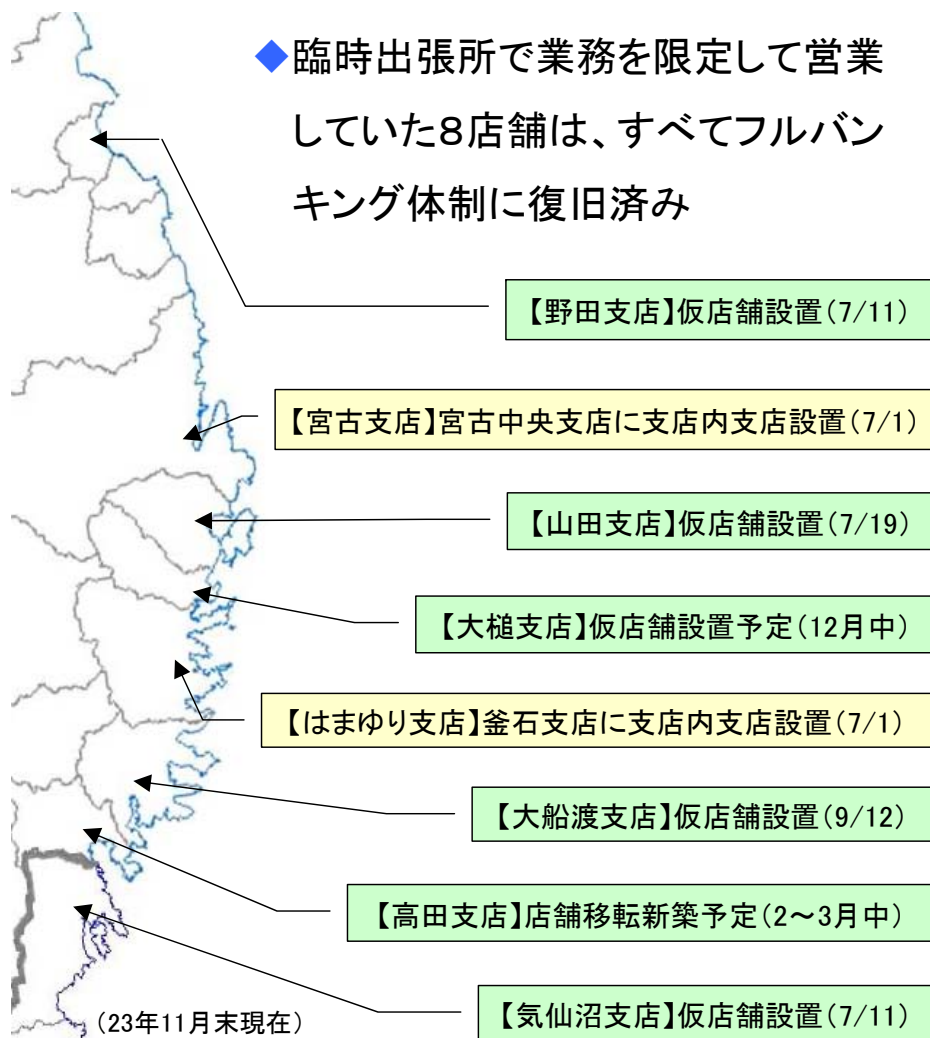 ◆臨時出張所で業務を限定して営業
していた8店舗は、すべてフルバン
キング体制に復旧済み
【野田支店】仮店舗設置(7/11)
【宮古支店】宮古中央支店に支店内支店設置(7/1)
【山田支店】仮店舗設置(7/19)
【大槌支店】仮店舗設置予定(12月中)
【はまゆり支店】釜石支店に支店内支店設置(7/1)
【大船渡支店】仮店舗設置(9/12)
【高田支店】店舗移転新築予定(2～3月中)
【気仙沼支店】仮店舗設置(7/11)
(23年11月末現在)